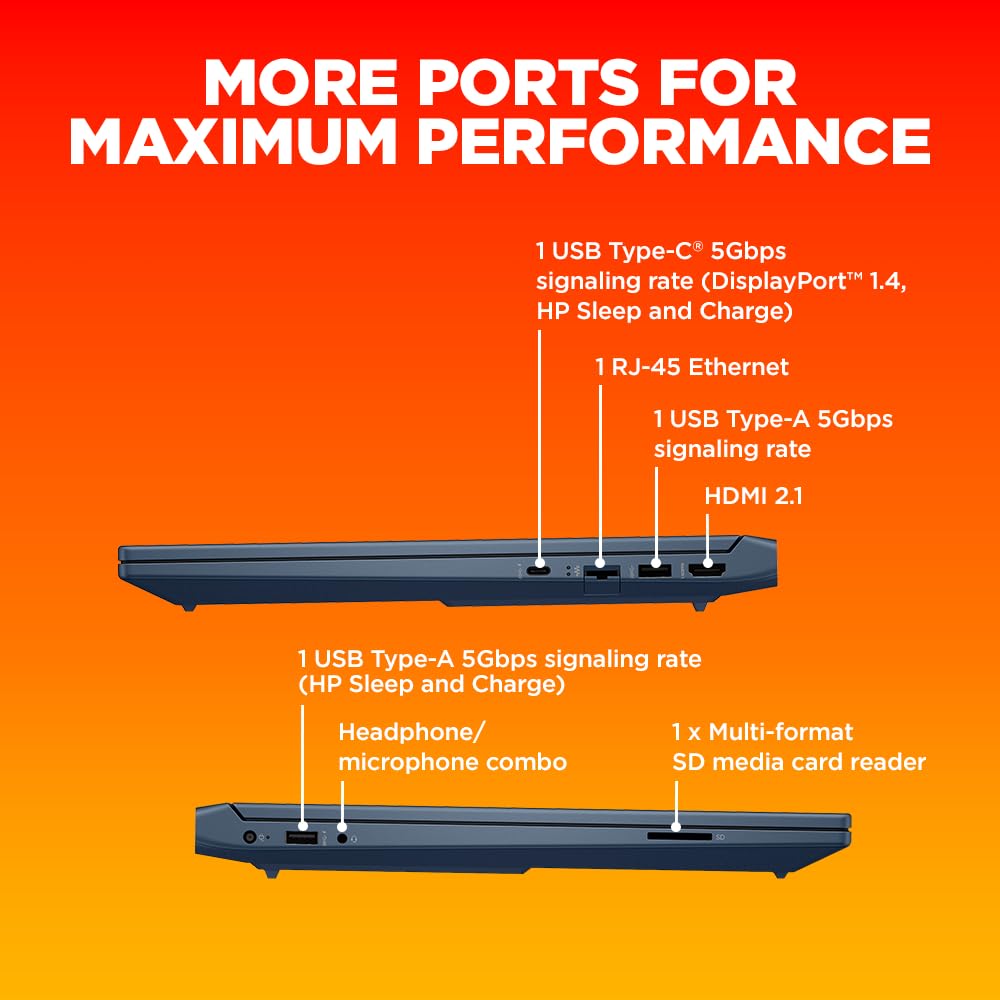 MORE PORTS FOR
MAXIMUM PERFORMANCE
1 USB Type-C® 5Gbps
signaling rate (DisplayPort™ 1.4,
HP Sleep and Charge)
1 RJ-45 Ethernet
1 USB Type-A 5Gbps
signaling rate
HDMI 2.1
1 USB Type-A 5Gbps signaling rate
(HP Sleep and Charge)
Headphone/
microphone combo
1 x Multi-format
SD media card reader
SD